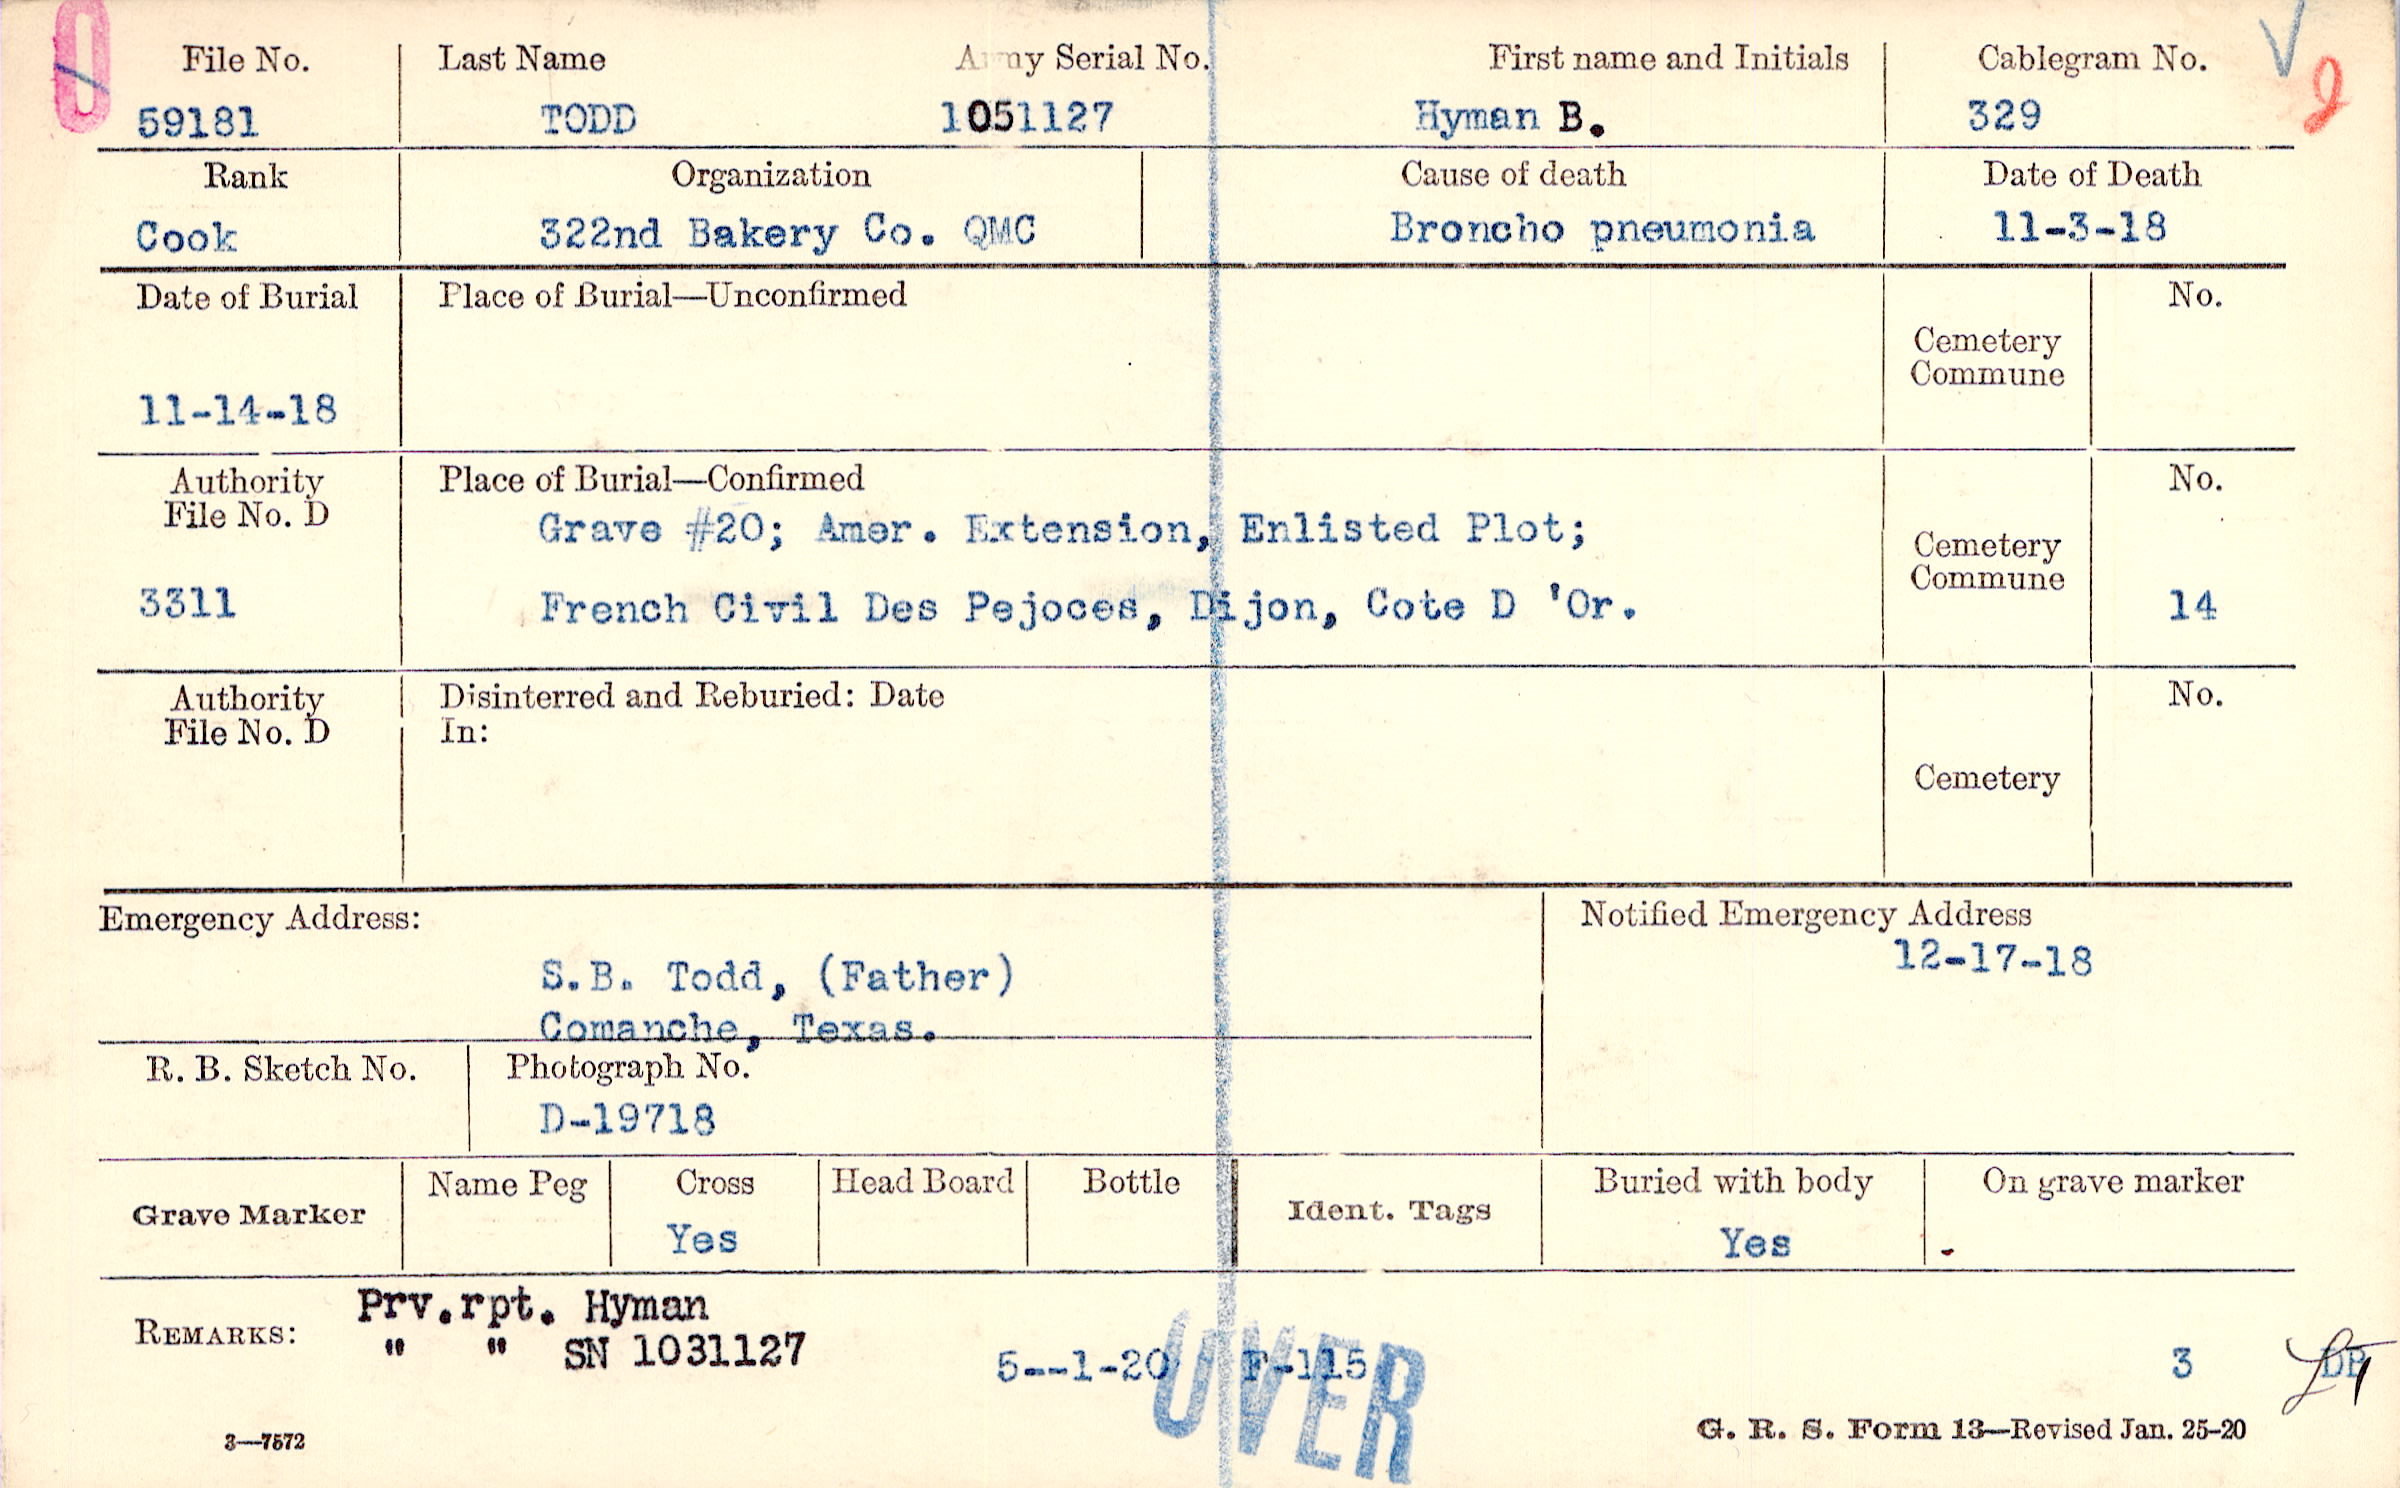 File No. Last Name Army Serial No. First name and Initials Cablegram No.
59181 TODD 1051127 Hyman B. 329
Rank Organization Cause of death Date of Death
Cook 322nd Bakery Co. QMC Broncho pneumonia 11-3-18
Date of Burial Place of Burial—Unconfirmed No.
Cemetery
Commune
11-14-18
Authority Place of Burial—Confirmed No.
File No. D
Grave #20; Amer. Extension, Enlisted Plot;
Cemetery
Commune
3311 French Civil Des Pejoces, Dijon, Cote D 'Or. 14
Authority Disinterred and Reburied: Date No.
File No. D In:
Cemetery
Emergency Address: Notified Emergency Address
12-17-18
S.B. Todd, (Father)
Comanche, Texas.
R. B. Sketch No. Photograph No.
D-19718
Grave Marker Name Peg Cross Head Board Bottle Ident. Tags Buried with body On grave marker
Yes Yes -
Prv.rpt. Hyman
REMARKS: " " SN 1031127
5--1-20 F-115 3
OVER
3—7572 G. R. S. Form 13—Revised Jan. 25-20